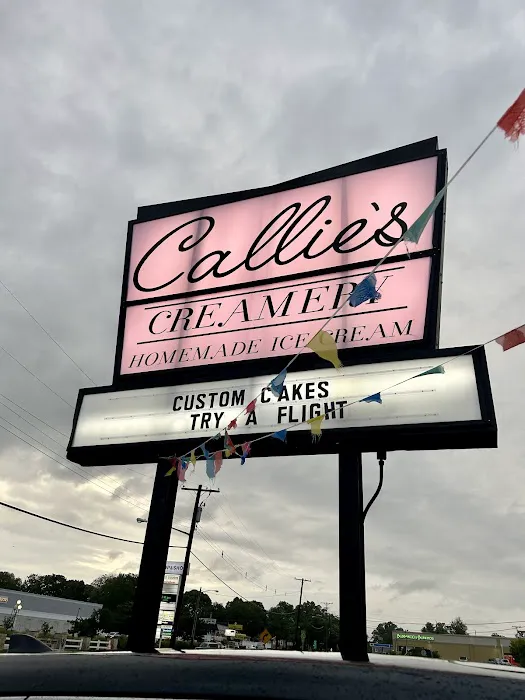 Callie's
CREAMERY
HOMEMADE ICE CREAM
CUSTOM CAKES
TRY A FLIGHT